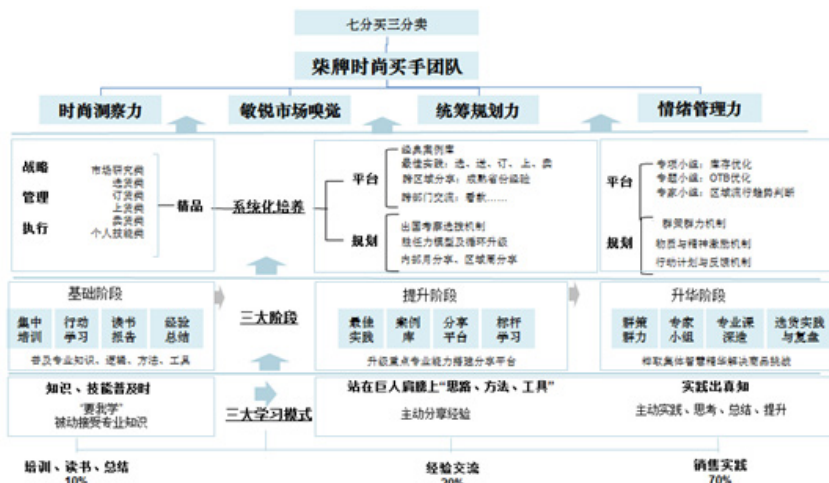 七分买三分卖
柒牌时尚买手团队
时尚洞察力
敏锐市场嗅觉
统筹规划力
情绪管理力
战略
管理
执行
市场研究类
选货类
订货类
上货类
卖货类
个人技能类
精品
系统化培养
平台
经典案例库
最佳实践：选、送、订、上、卖
跨区域分享：成熟省份经验
跨部门交流：看款……
规划
出国考察选拨机制
胜任力模型及循环升级
内部月分享、区域周分享
平台
专项小组：库存优化
专题小组：OTB优化
专家小组：区域流行趋势判断
规划
群策群力机制
物质与精神激励机制
行动计划与反馈机制
基础阶段
集中培训
行动学习
读书报告
经验总结
普及专业知识、逻辑、方法、工具
三大阶段
提升阶段
最佳实践
案例库
分享平台
标杆学习
升级重点专业能力搭建分享平台
升华阶段
群策群力
专家小组
专业课深造
选货实践与复盘
榨取集体智慧精华解决商品挑战
知识、技能普及时
“要我学”
被动接受专业知识
三大学习模式
站在巨人肩膀上“思路、方法、工具”
主动分享经验
实践出真知
主动实践、思考、总结、提升
培训、读书、总结
10%
经验交流
20%
销售实践
70%